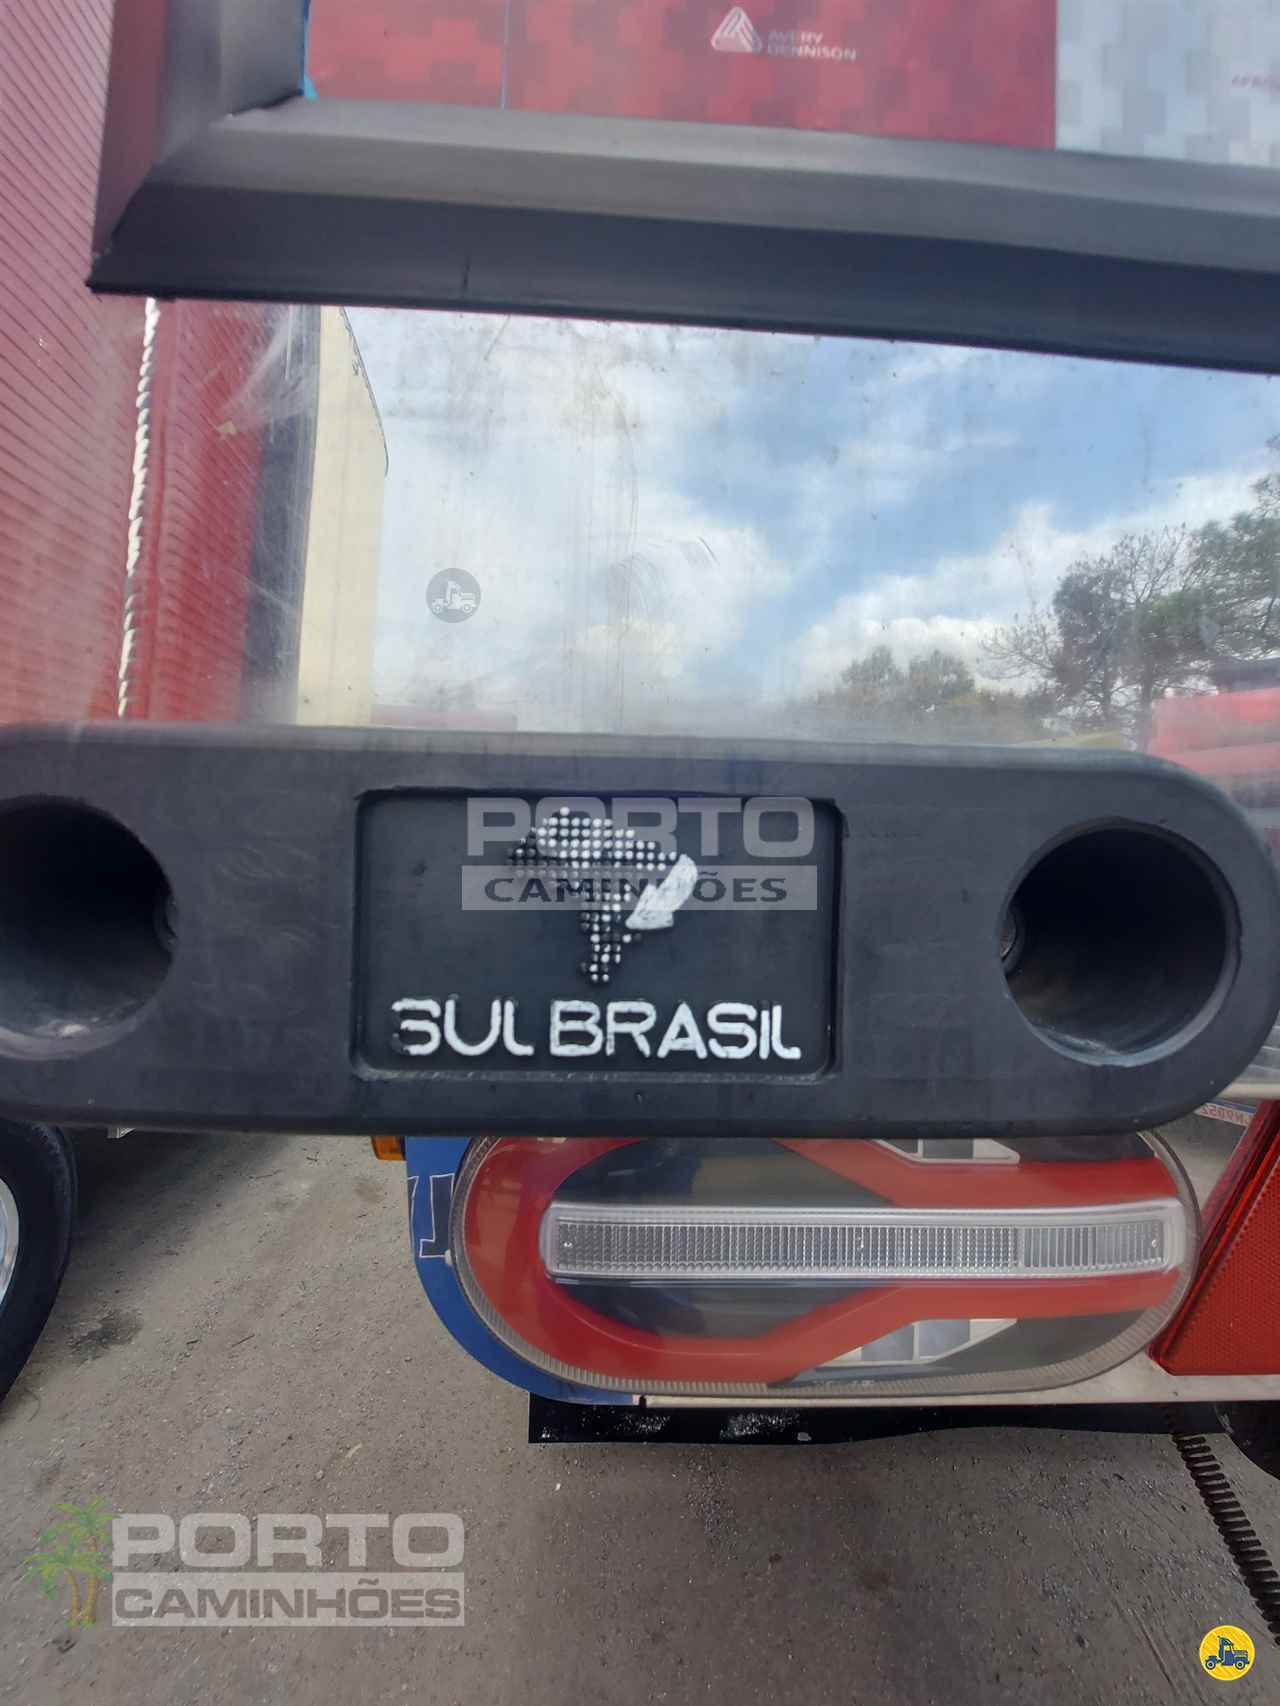 AVERY
DENNISON
PORTO
CAMINHÕES
SUL BRASIL
PORTO
CAMINHÕES